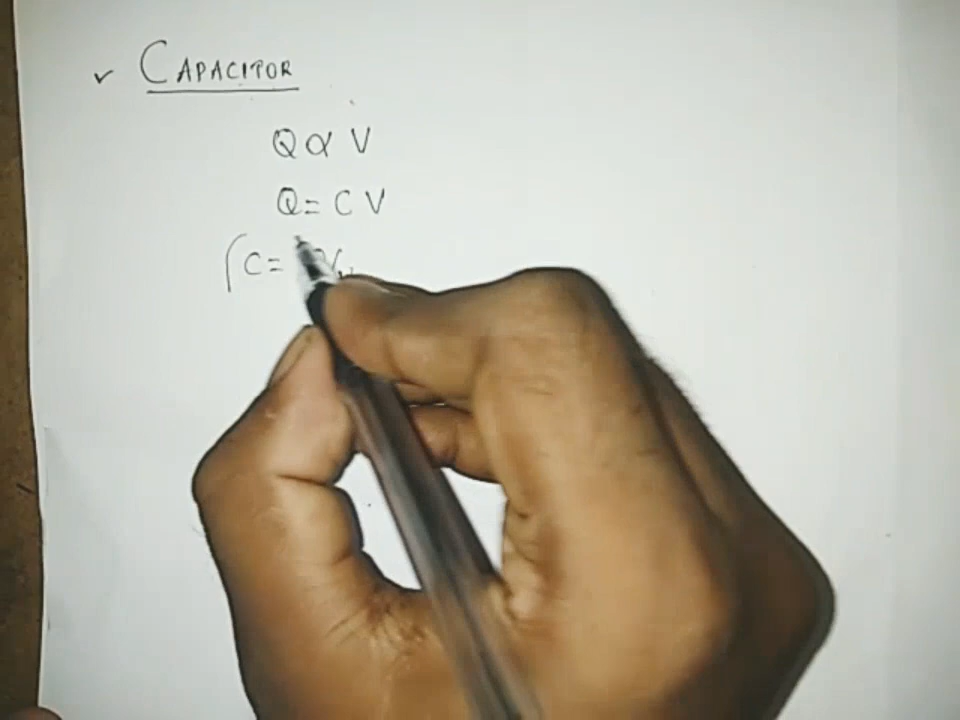 ✓ CAPACITOR
Q α V
Q = C V
C =